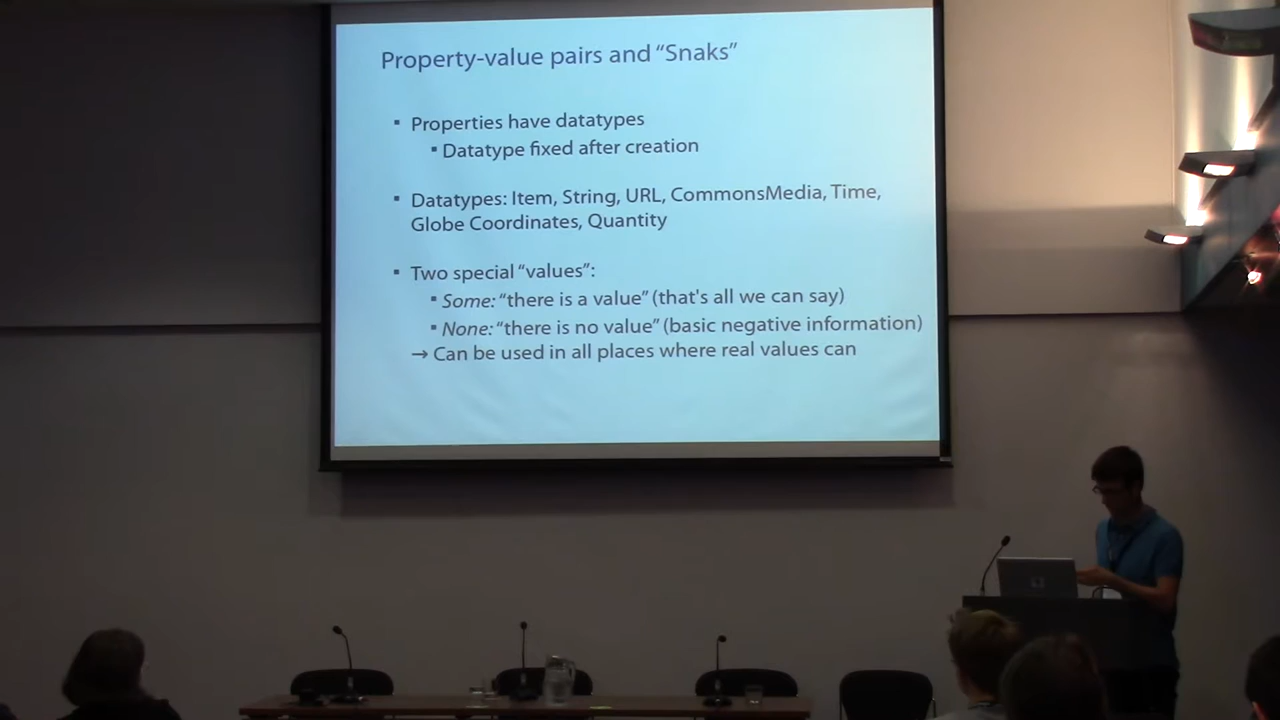 Property-value pairs and “Snaks”
▪ Properties have datatypes
▪ Datatype fixed after creation
▪ Datatypes: Item, String, URL, CommonsMedia, Time,
Globe Coordinates, Quantity
▪ Two special “values”:
▪ Some: “there is a value” (that's all we can say)
▪ None: “there is no value” (basic negative information)
→ Can be used in all places where real values can